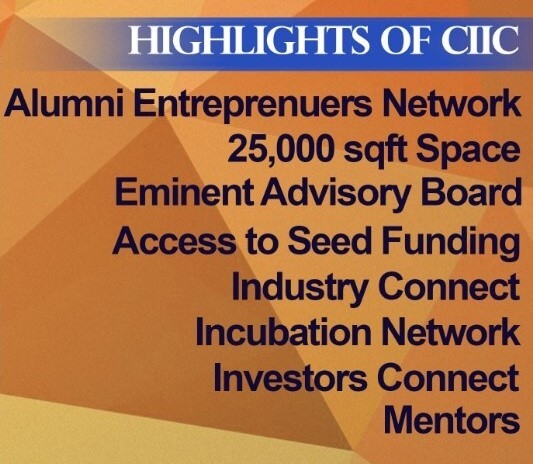 HIGHLIGHTS OF CIIC
Alumni Entreprenuers Network
25,000 sqft Space
Eminent Advisory Board
Access to Seed Funding
Industry Connect
Incubation Network
Investors Connect
Mentors